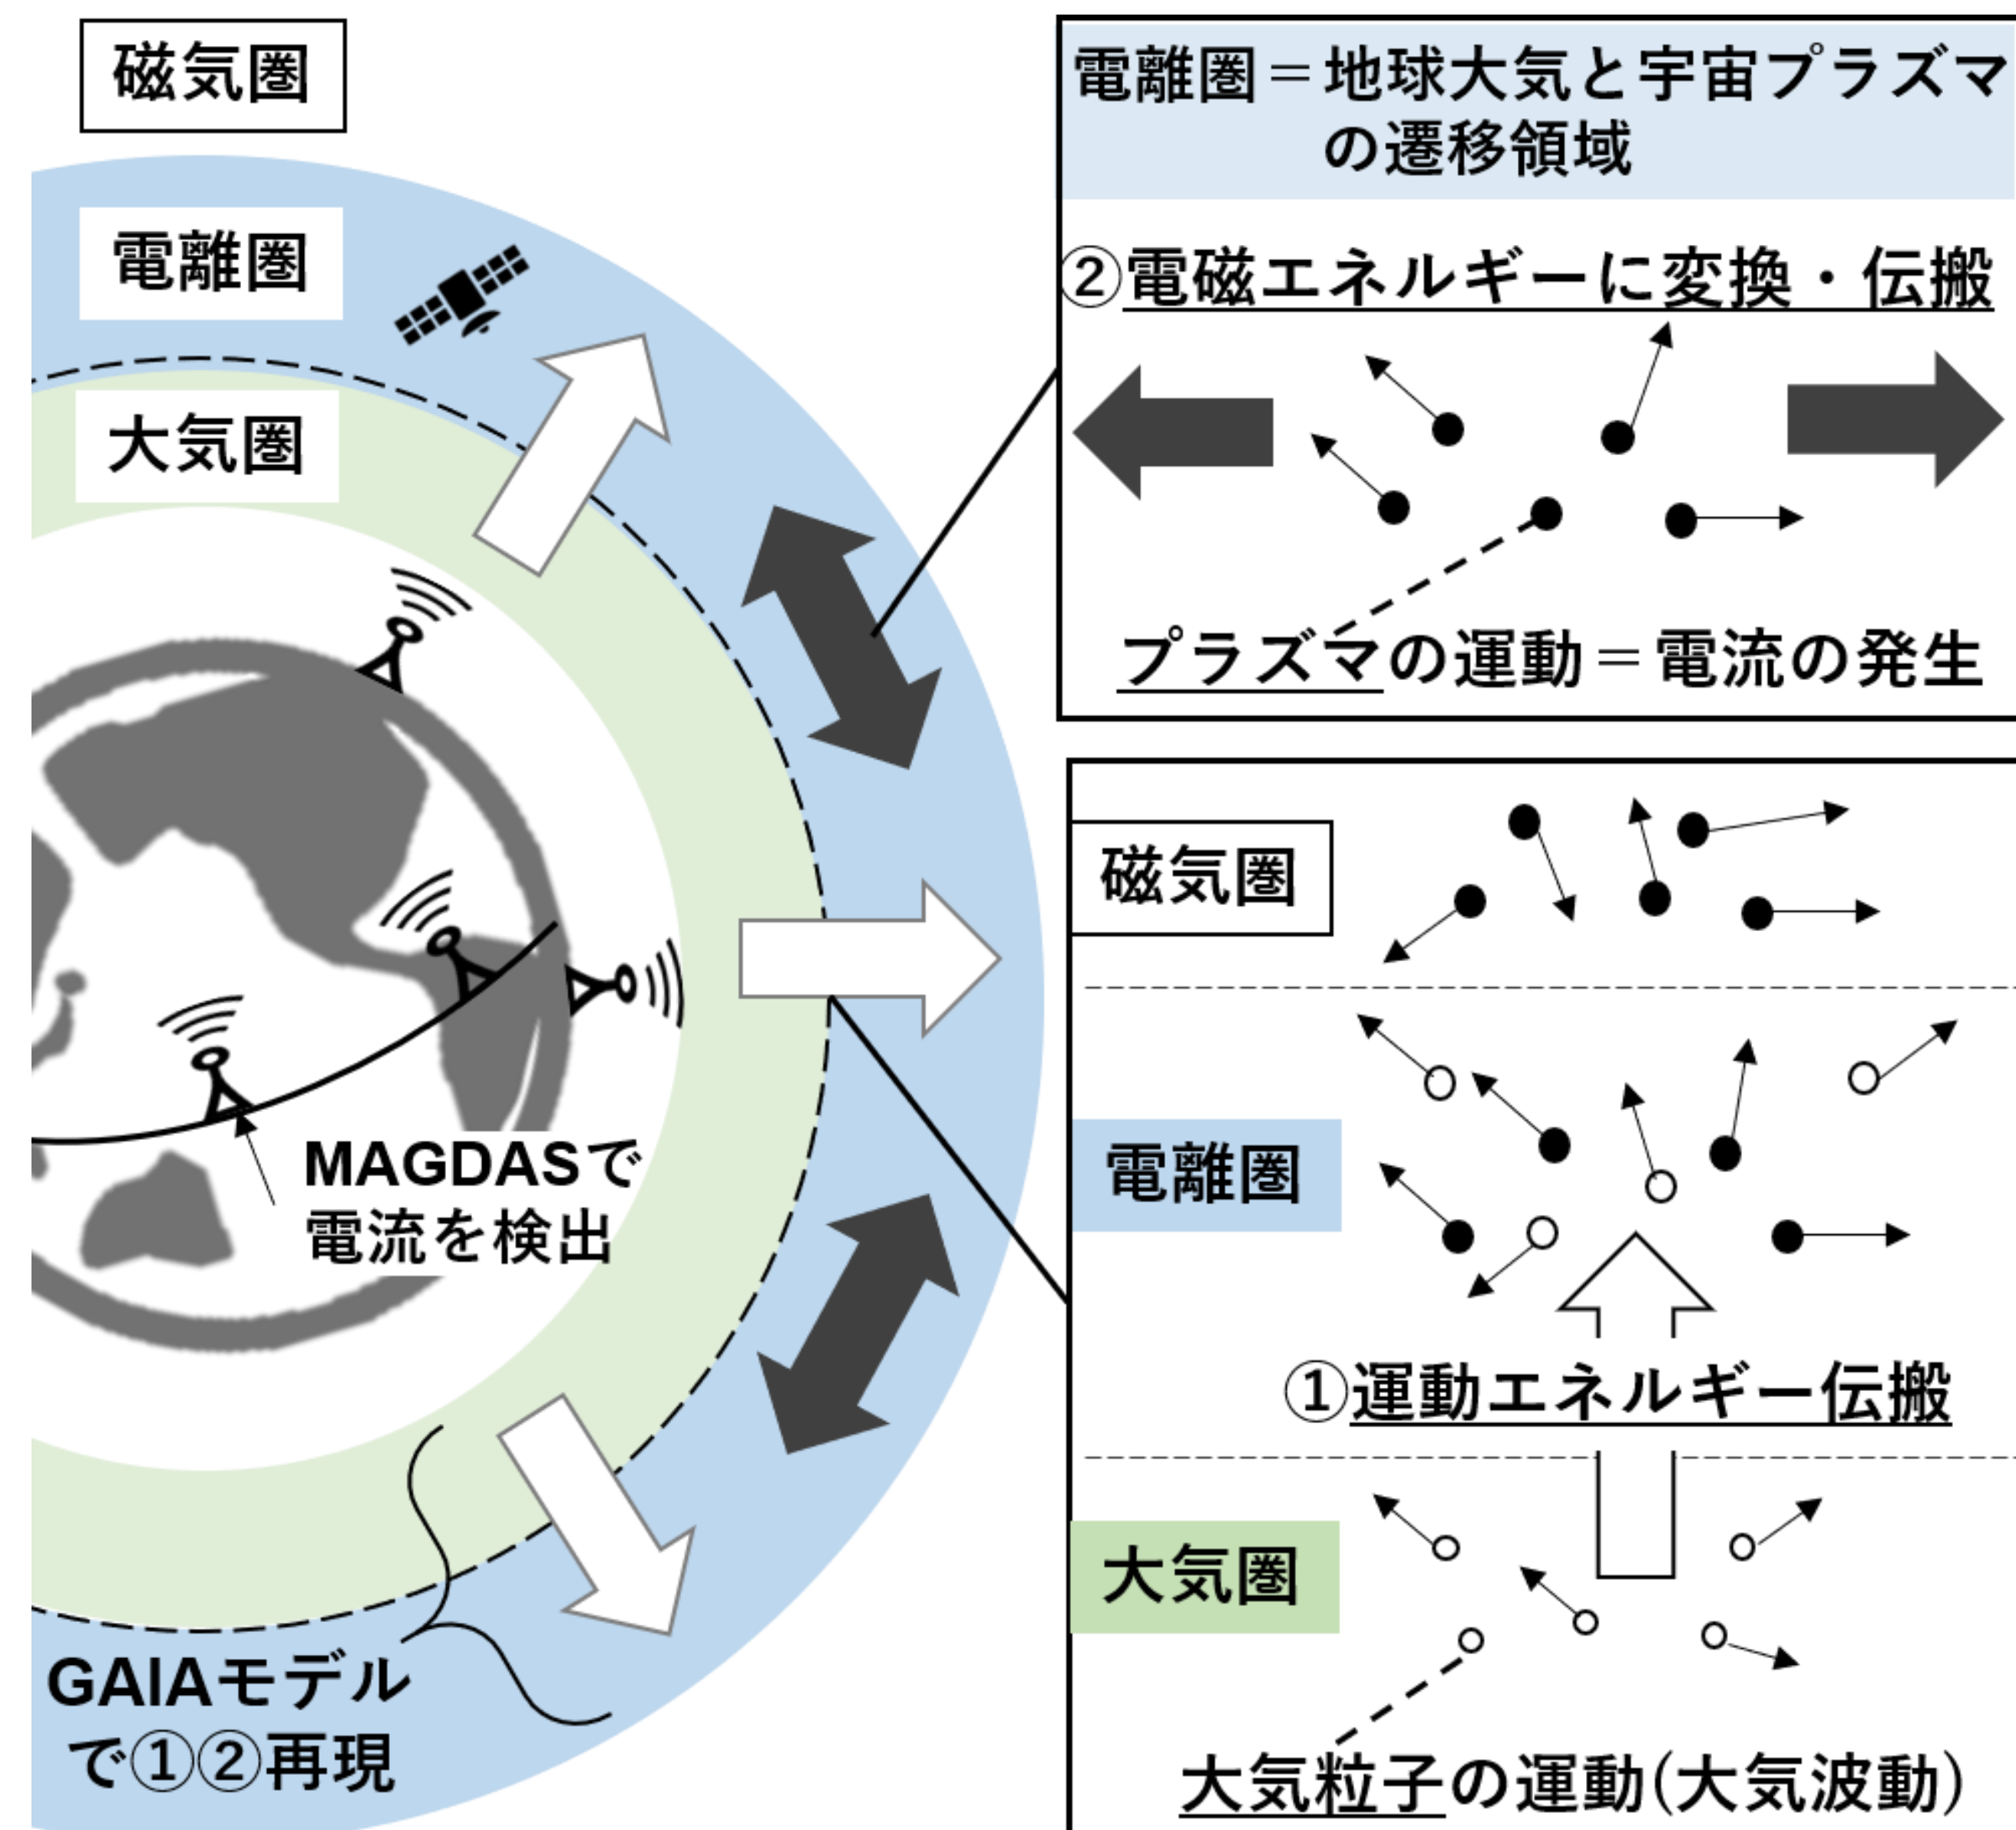 磁気圏
電離圏
大気圏
MAGDASで
電流を検出
GAIAモデル
で①②再現
電離圏＝地球大気と宇宙プラズマ
の遷移領域
②電磁エネルギーに変換・伝搬
プラズマの運動＝電流の発生
磁気圏
電離圏
①運動エネルギー伝搬
大気圏
大気粒子の運動(大気波動)